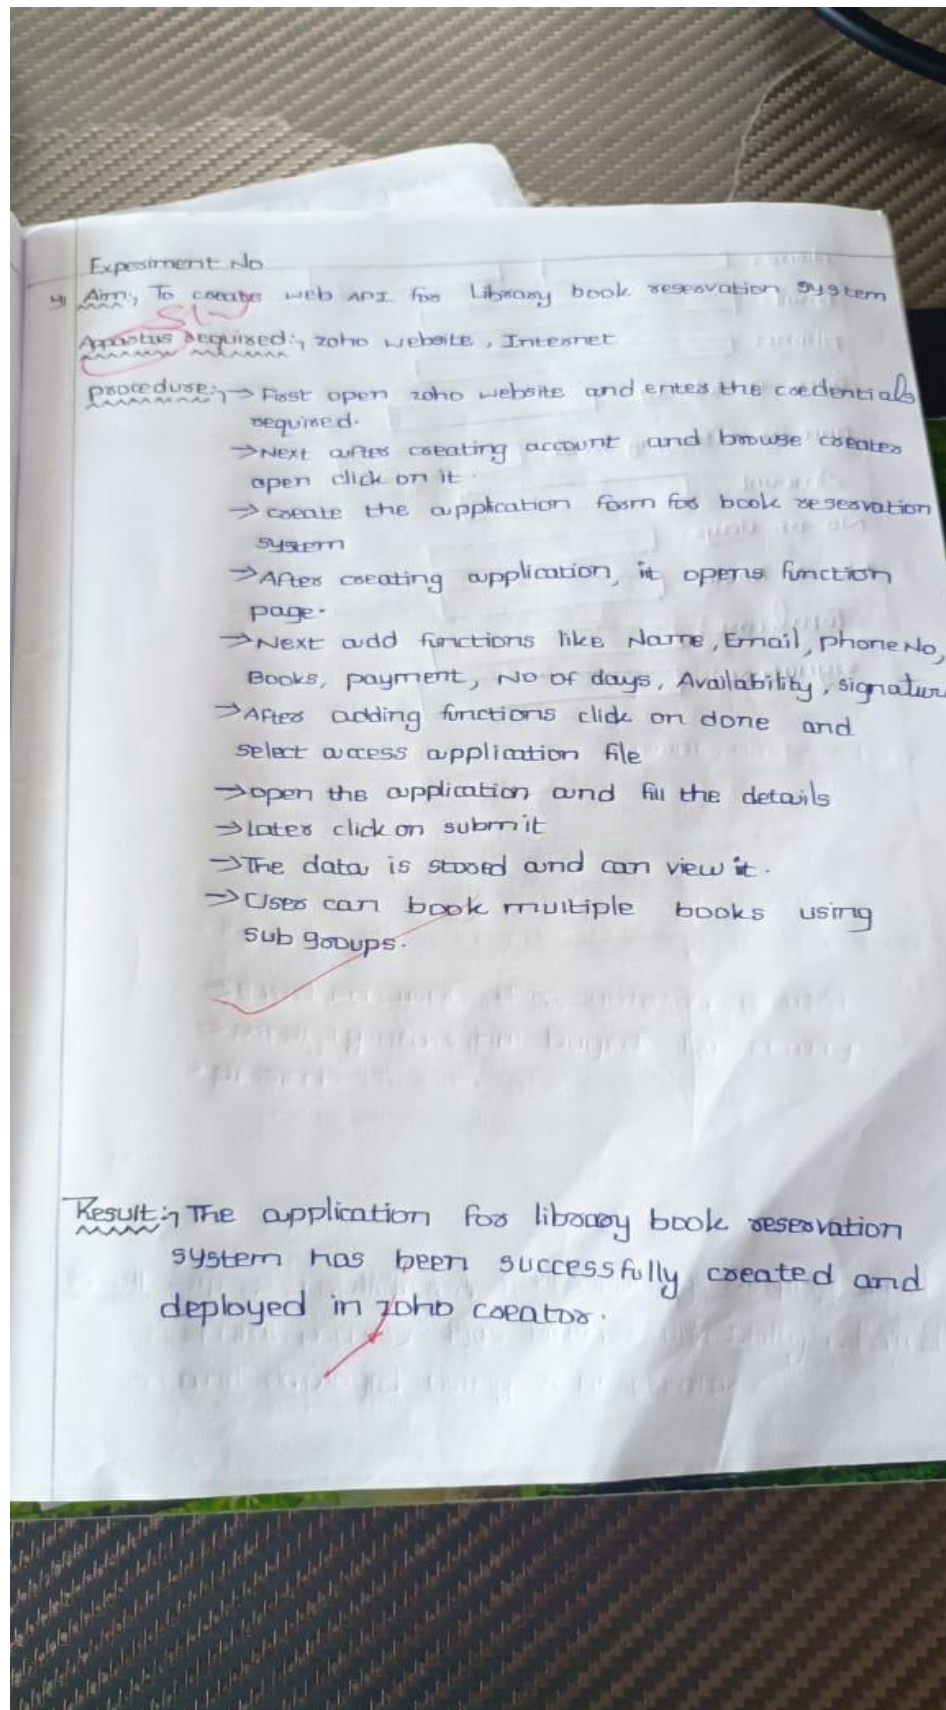 Experiment No
4) Aim:, To create web API for Library book reservation system
Apparatus required:, zoho website, Internet
procedure:, → First open zoho website and enter the credentials
required.
→ Next after creating account and browse creater
open click on it.
→ create the application form for book reservation
system
→ After creating application, it opens function
page.
→ Next add functions like Name, Email, phone No,
Books, payment, No of days, Availability, signature
→ After adding functions click on done and
select access application file
→ open the application and fill the details
→ Later click on submit
→ The data is stored and can view it.
→ User can book multiple books using
sub groups.
Result:, The application for library book reservation
system has been successfully created and
deployed in zoho creator.